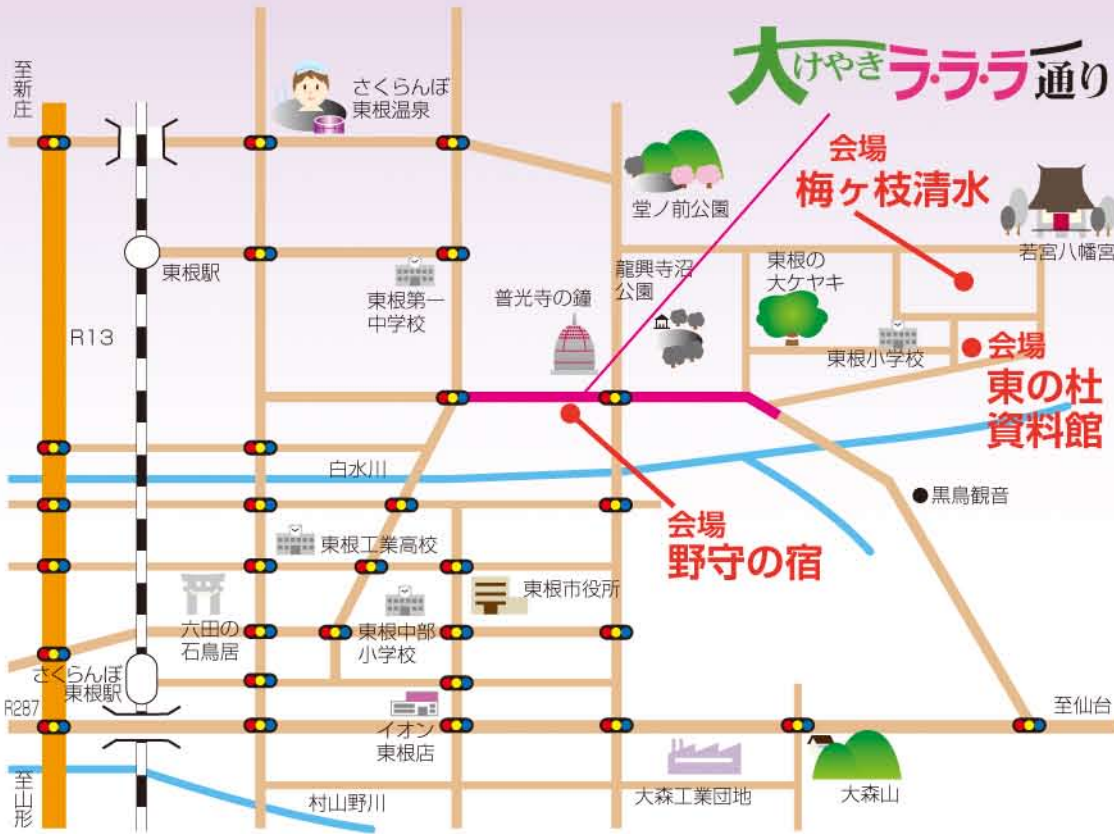 大けやきラ・ラ・ラ通り
至新庄
さくらんぼ
東根温泉
会場
梅ヶ枝清水
堂ノ前公園
若宮八幡宮
東根駅
東根第一
中学校
普光寺の鐘
龍興寺沼
公園
東根の
大ケヤキ
R13
東根小学校
会場
東の杜
資料館
白水川
黒鳥観音
会場
野守の宿
東根工業高校
東根市役所
六田の
石鳥居
東根中部
小学校
さくらんぼ
東根駅
R287
イオン
東根店
至仙台
至山形
村山野川
大森工業団地
大森山